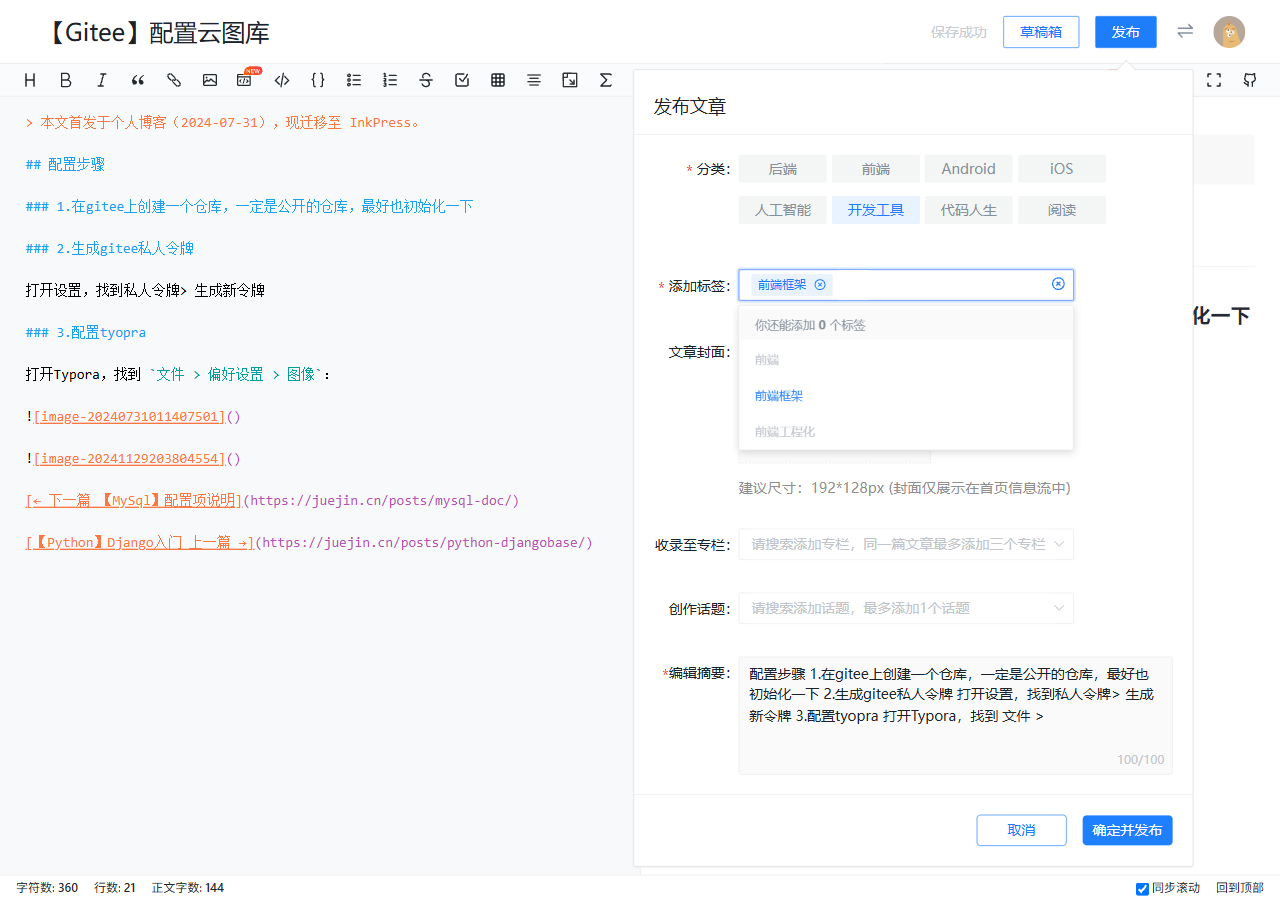 【Gitee】配置云图库
保存成功
草稿箱
发布
H B I
NEW
> 本文首发于个人博客（2024-07-31），现迁移至 InkPress。
## 配置步骤
### 1.在gitee上创建一个仓库，一定是公开的仓库，最好也初始化一下
### 2.生成gitee私人令牌
打开设置，找到私人令牌> 生成新令牌
### 3.配置tyopra
打开Typora，找到 `文件 > 偏好设置 > 图像`：
![image-20240731011407501]()
![image-20241129203804554]()
[← 下一篇 【MySql】配置项说明](https://juejin.cn/posts/mysql-doc/)
[【Python】Django入门 上一篇 →](https://juejin.cn/posts/python-djangobase/)
发布文章
* 分类：
后端
前端
Android
iOS
人工智能
开发工具
代码人生
阅读
* 添加标签：
前端框架
你还能添加 0 个标签
前端
前端框架
前端工程化
文章封面：
建议尺寸：192*128px (封面仅展示在首页信息流中)
收录至专栏：
请搜索添加专栏，同一篇文章最多添加三个专栏
创作话题：
请搜索添加话题，最多添加1个话题
*编辑摘要：
配置步骤 1.在gitee上创建一个仓库，一定是公开的仓库，最好也
初始化一下 2.生成gitee私人令牌 打开设置，找到私人令牌> 生成
新令牌 3.配置tyopra 打开Typora，找到 文件 >
100/100
取消
确定并发布
化一下
字符数: 360
行数: 21
正文字数: 144
同步滚动
回到顶部